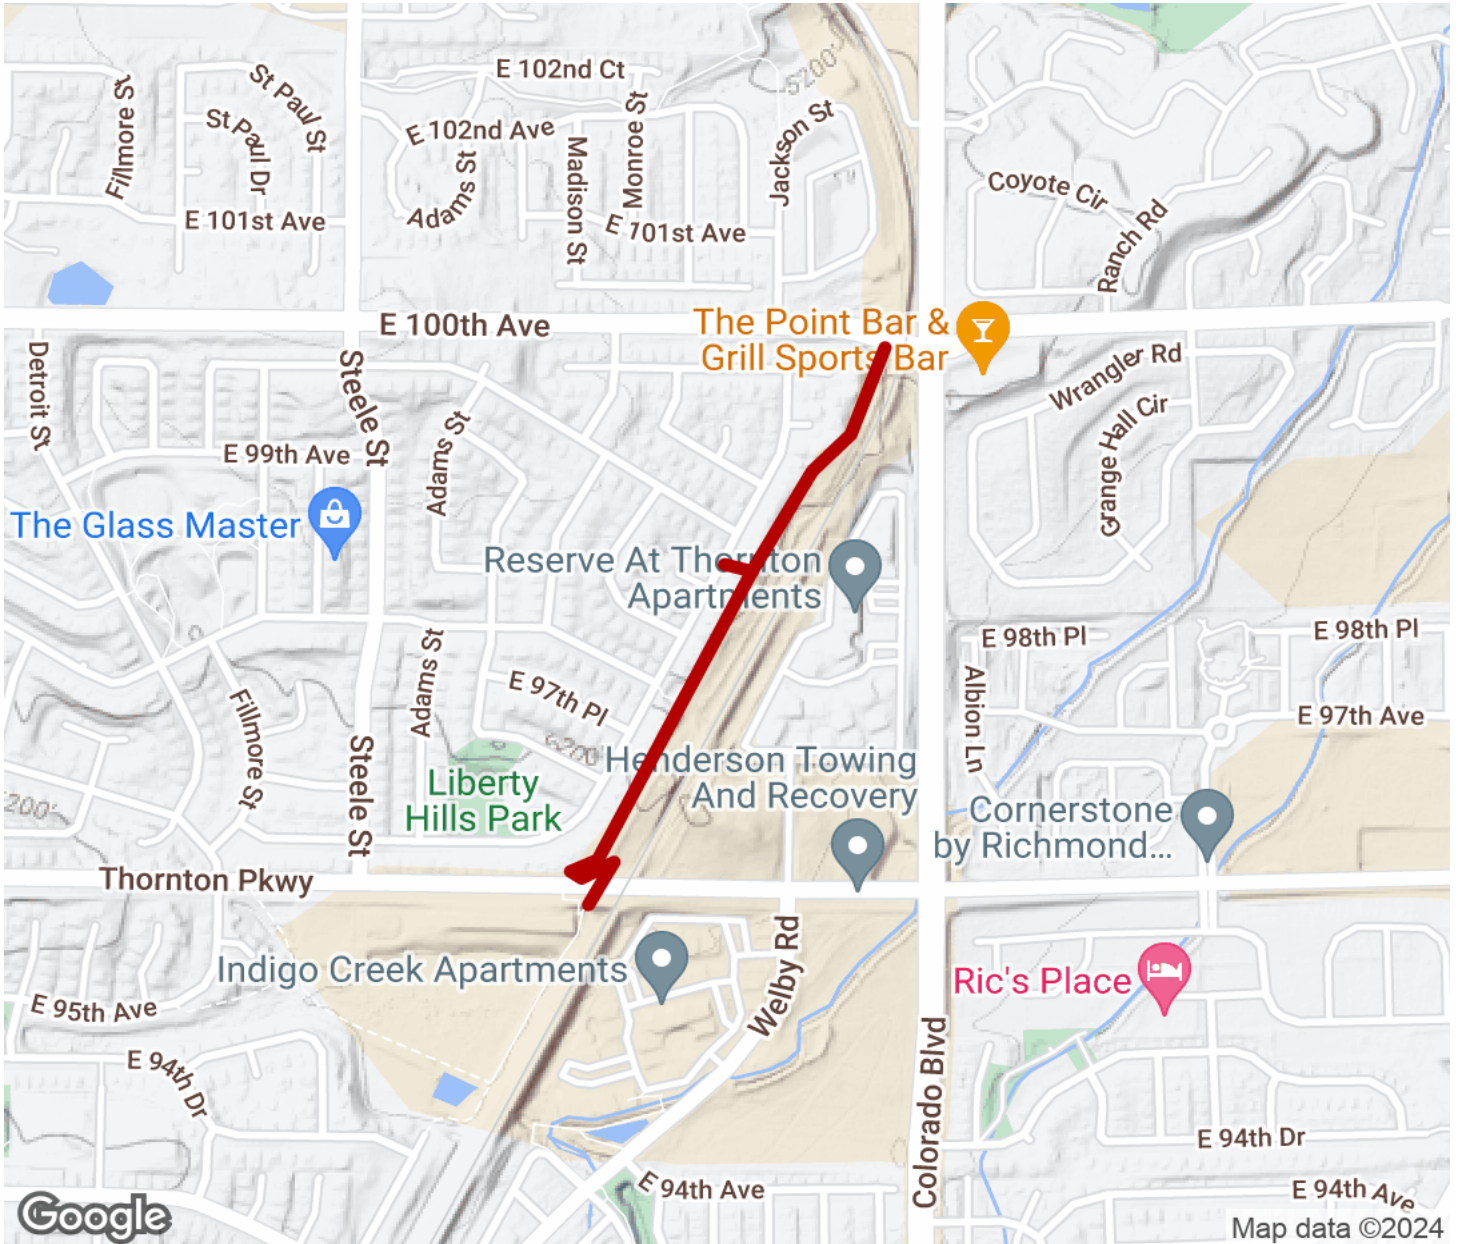 E 102nd Ct
5200'
St Paul St
Fillmore St
St Paul Dr
E 102nd Ave
Monroe St
Madison St
Jackson St
Adams St
Coyote Cir
Ranch Rd
E 101st Ave
E 101st Ave
E 100th Ave
The Point Bar &
Grill Sports Bar
Detroit St
Steele St
Wrangler Rd
Grange Hall Cir
E 99th Ave
Adams St
The Glass Master
Reserve At Thornton
Apartments
E 98th Pl
E 98th Pl
Adams St
E 97th Pl
Albion Ln
E 97th Ave
Fillmore St
Steele St
5200'
Henderson Towing
And Recovery
Liberty
Hills Park
5200'
Cornerstone
by Richmond...
Thornton Pkwy
Indigo Creek Apartments
Welby Rd
Ric's Place
E 95th Ave
Colorado Blvd
E 94th Dr
E 94th Dr
E 94th Ave
E 94th Ave
Google
Map data ©2024